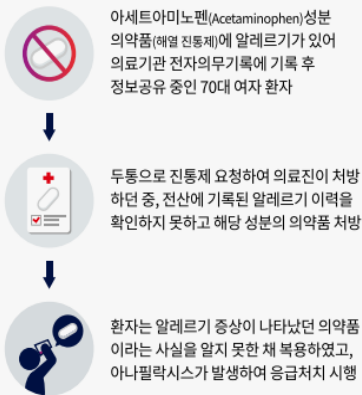 아세트아미노펜(Acetaminophen)성분
의약품(해열 진통제)에 알레르기가 있어
의료기관 전자의무기록에 기록 후
정보공유 중인 70대 여자 환자
두통으로 진통제 요청하여 의료진이 처방
하던 중, 전산에 기록된 알레르기 이력을
확인하지 못하고 해당 성분의 의약품 처방
환자는 알레르기 증상이 나타났던 의약품
이라는 사실을 알지 못한 채 복용하였고,
아나필락시스가 발생하여 응급처치 시행